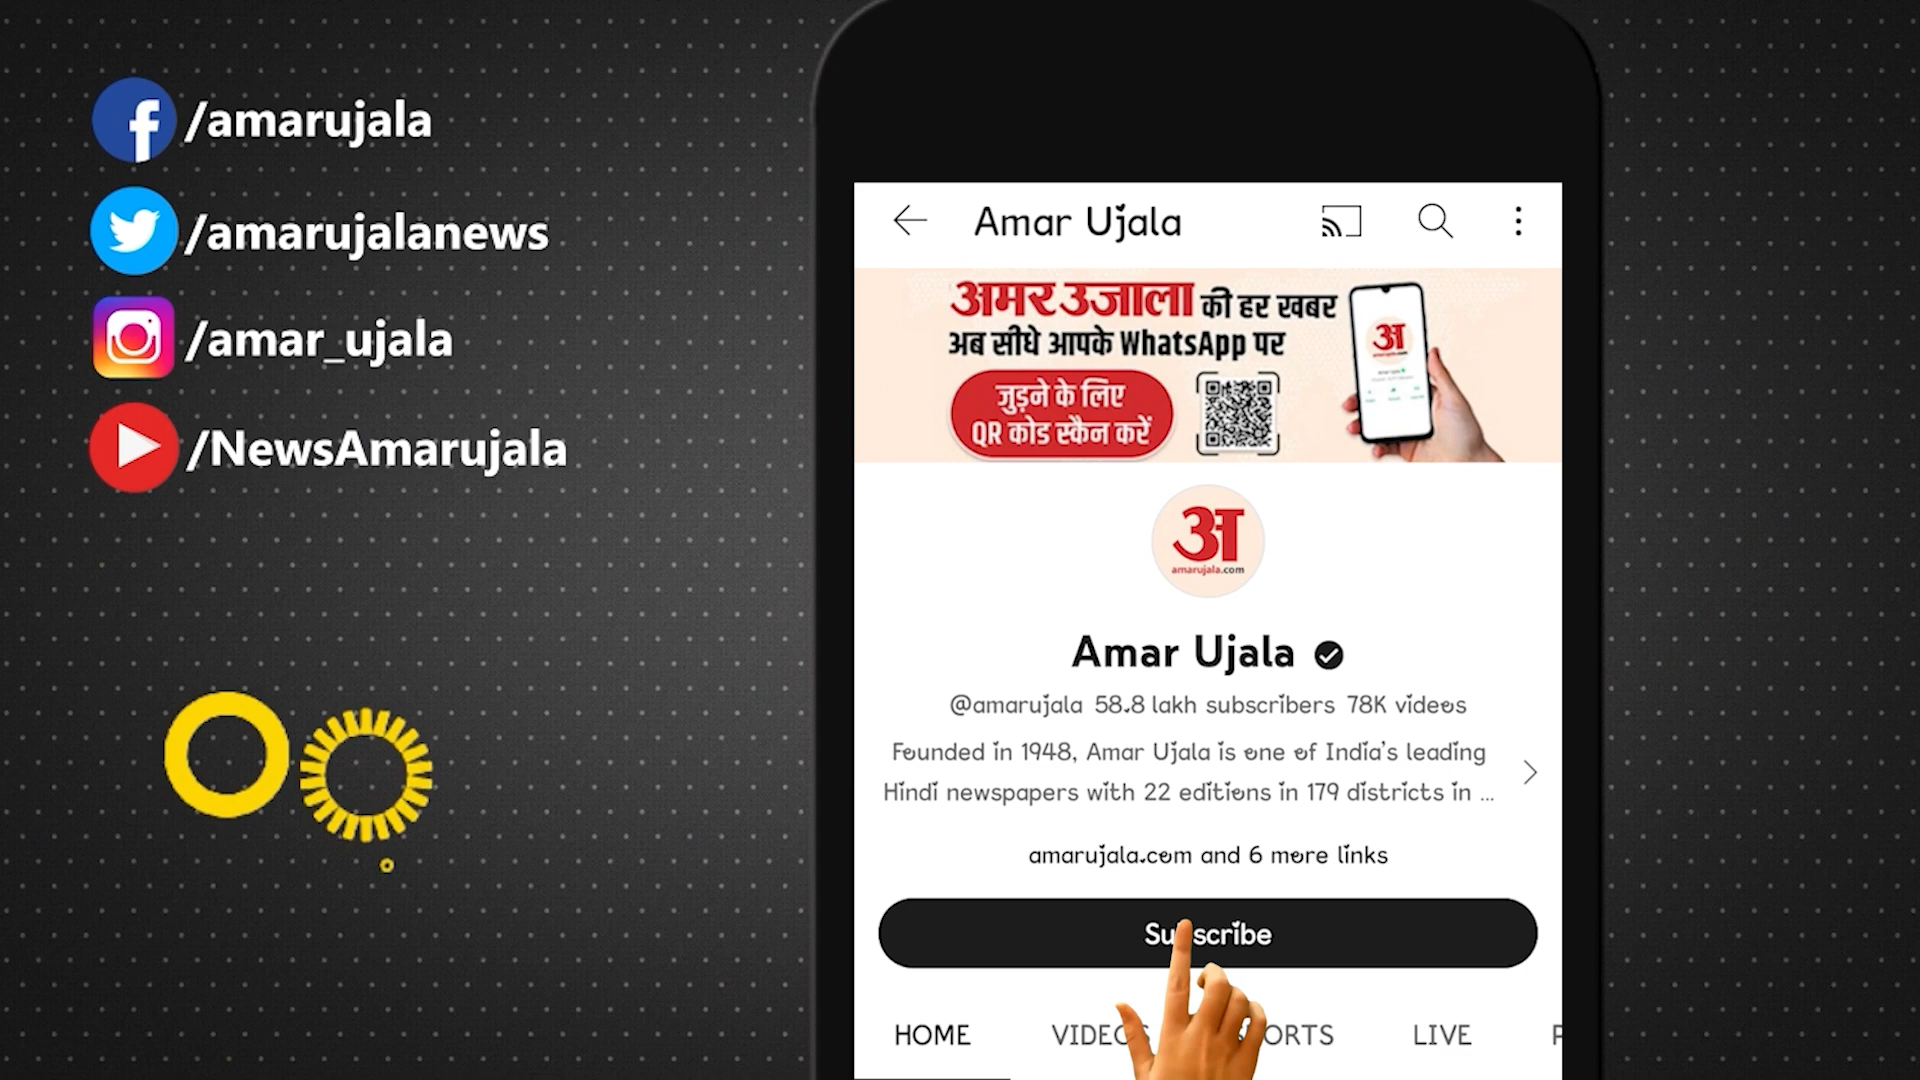 /amarujala
/amarujalanews
/amar_ujala
/NewsAmarujala
Amar Ujala
अमर उजाला की हर खबर
अब सीधे आपके WhatsApp पर
जुड़ने के लिए
QR कोड स्कैन करें
अ
amarujala.com
Amar Ujala
@amarujala 58.8 lakh subscribers 78K videos
Founded in 1948, Amar Ujala is one of India's leading
Hindi newspapers with 22 editions in 179 districts in ...
amarujala.com and 6 more links
Subscribe
HOME LIVE